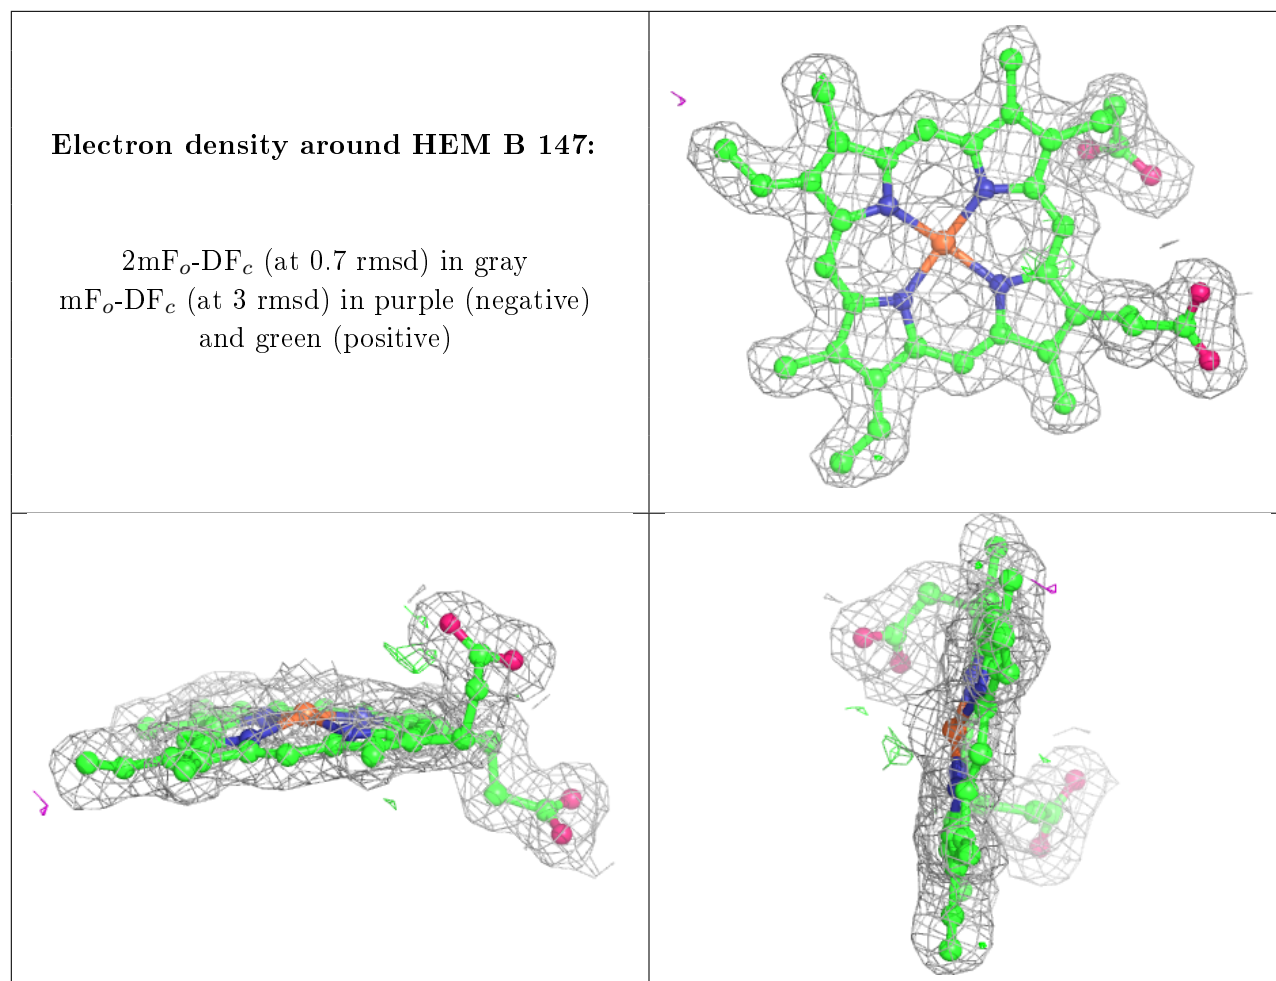 Electron density around HEM B 147:
2mFₒ-DF𝒸 (at 0.7 rmsd) in gray
mFₒ-DF𝒸 (at 3 rmsd) in purple (negative)
and green (positive)